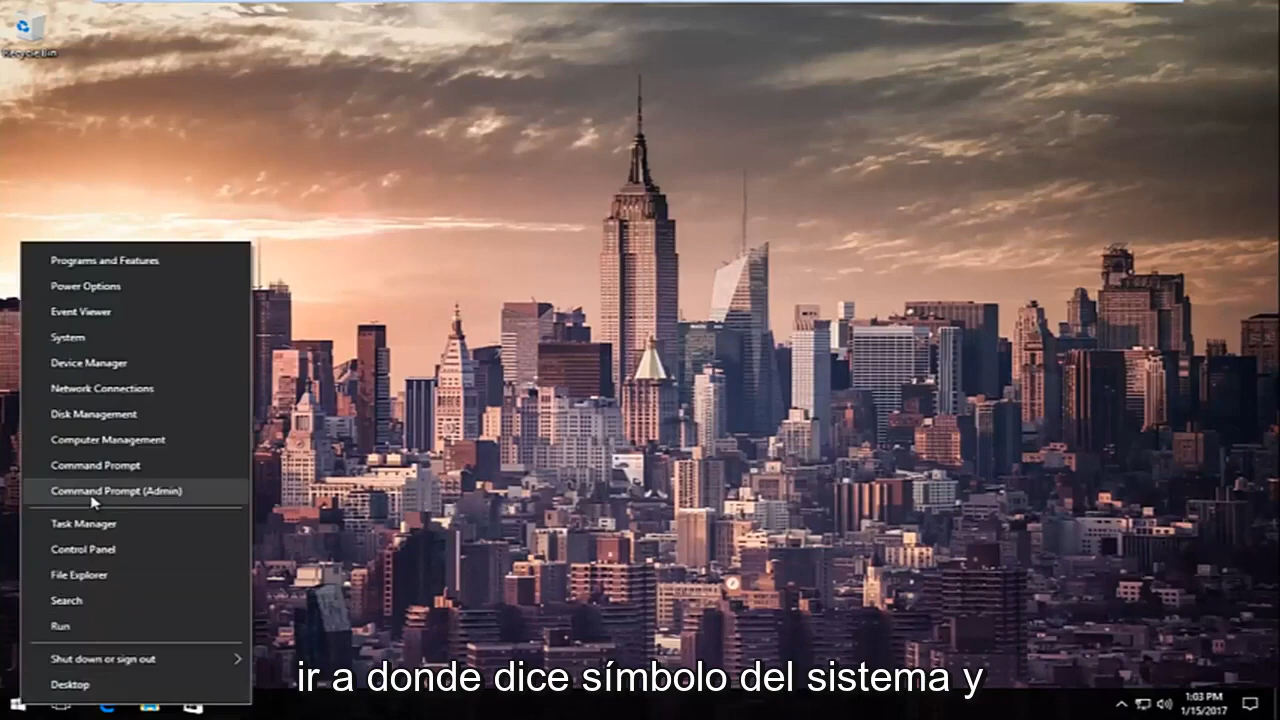 Recycle Bin
Programs and Features
Power Options
Event Viewer
System
Device Manager
Network Connections
Disk Management
Computer Management
Command Prompt
Command Prompt (Admin)
Task Manager
Control Panel
File Explorer
Search
Run
Shut down or sign out
Desktop
ir a donde dice símbolo del sistema y
1:03 PM
1/15/2017